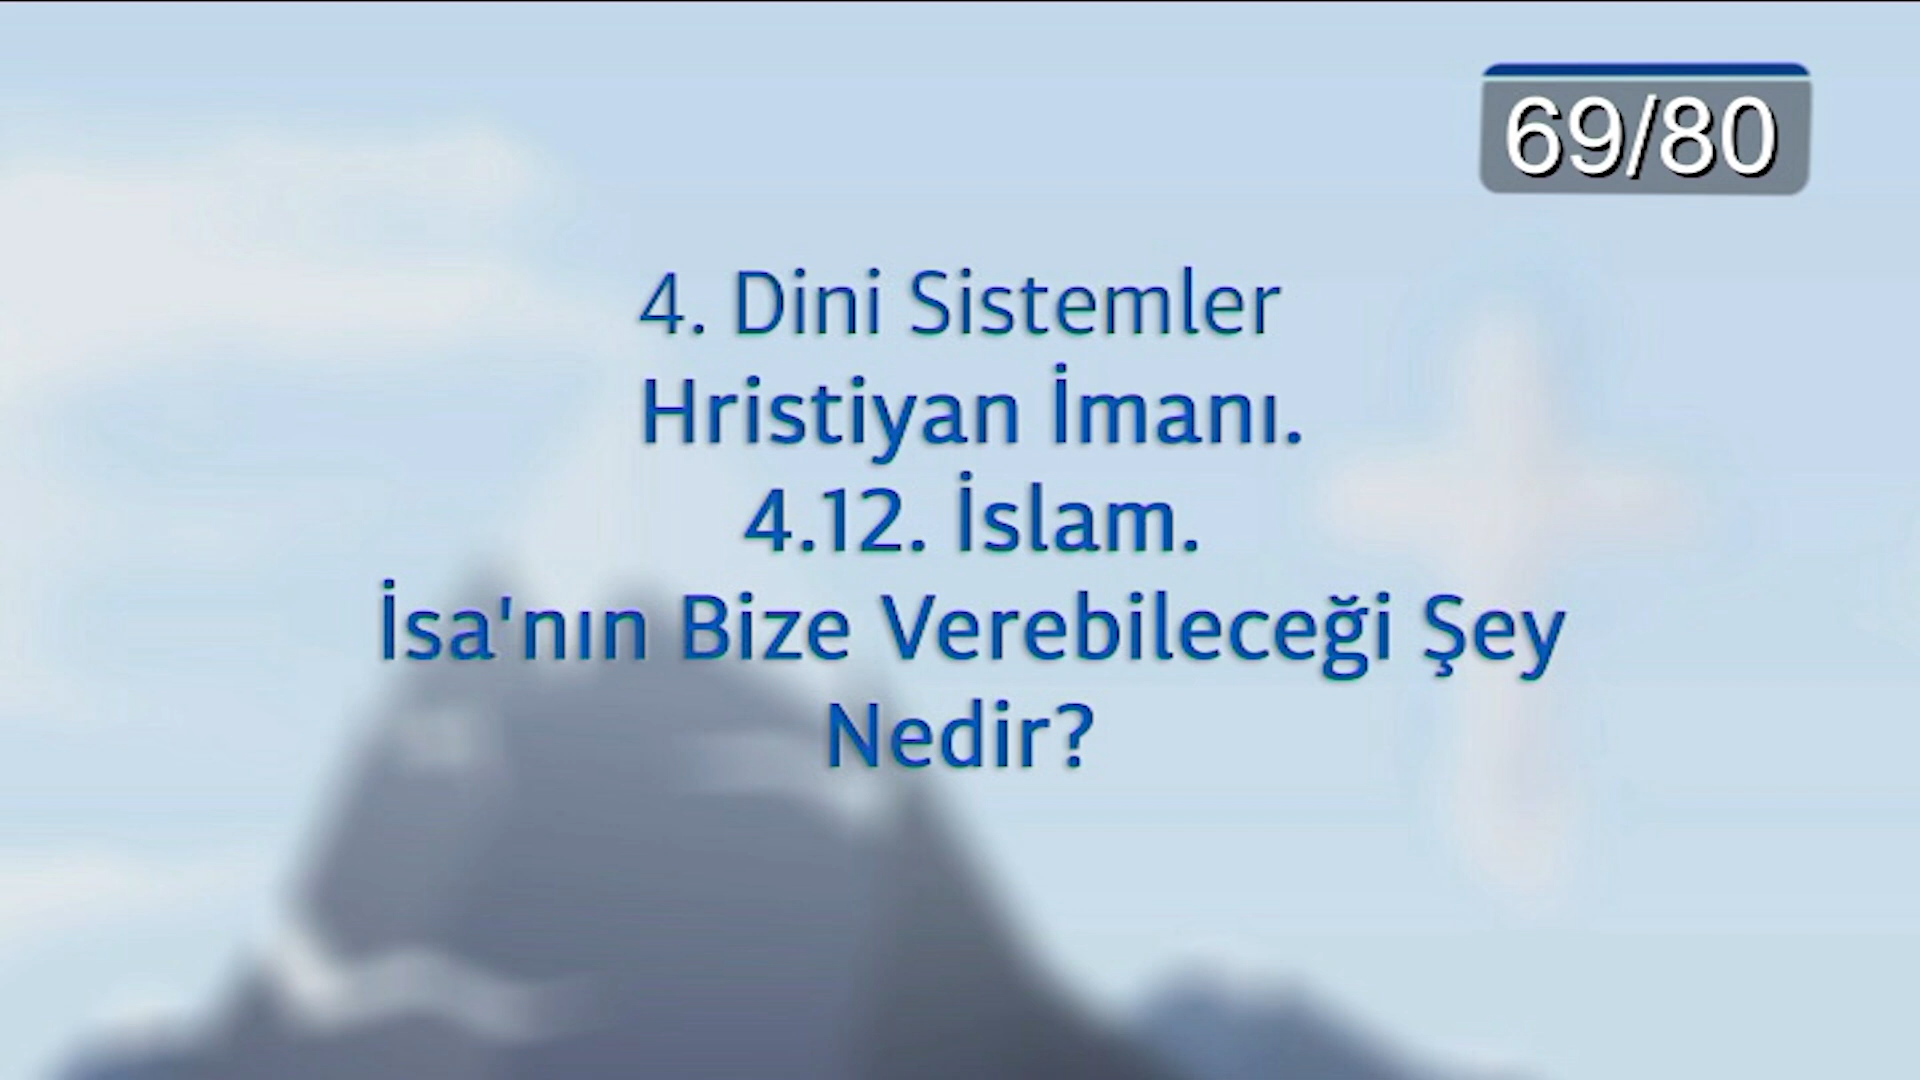 69/80
4. Dini Sistemler
Hristiyan İmanı.
4.12. İslam.
İsa'nın Bize Verebileceği Şey
Nedir?